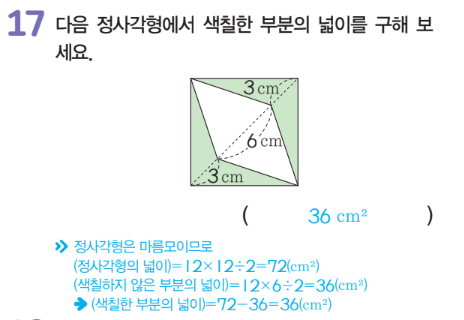 17 다음 정사각형에서 색칠한 부분의 넓이를 구해 보
세요.
3 cm
6 cm
3 cm
( 36 cm² )
» 정사각형은 마름모이므로
(정사각형의 넓이)=12×12÷2=72(cm²)
(색칠하지 않은 부분의 넓이)=12×6÷2=36(cm²)
➔ (색칠한 부분의 넓이)=72-36=36(cm²)